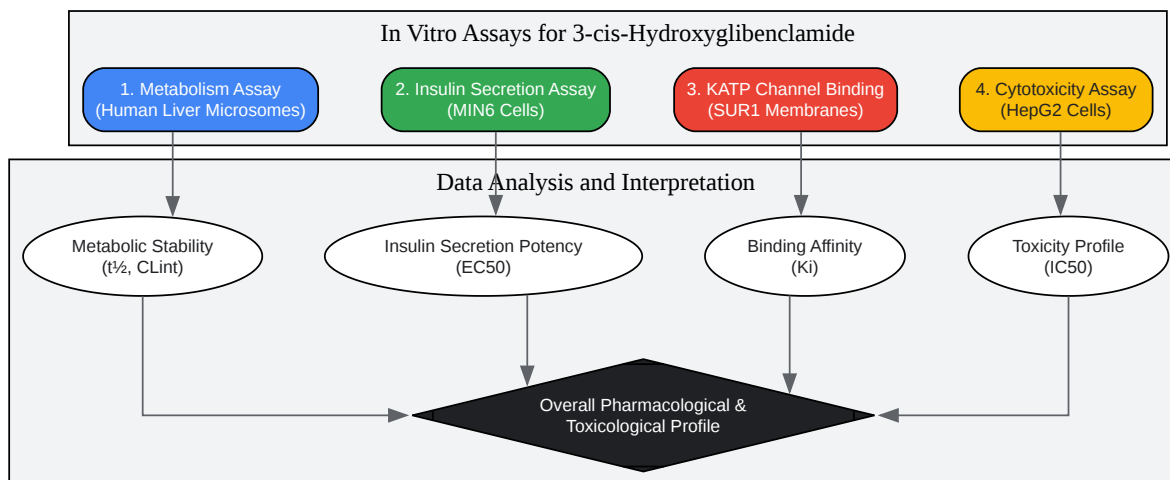 In Vitro Assays for 3-cis-Hydroxyglibenclamide
1. Metabolism Assay
(Human Liver Microsomes)
2. Insulin Secretion Assay
(MIN6 Cells)
3. KATP Channel Binding
(SUR1 Membranes)
4. Cytotoxicity Assay
(HepG2 Cells)
Data Analysis and Interpretation
Metabolic Stability
(t½, CLint)
Insulin Secretion Potency
(EC50)
Binding Affinity
(Ki)
Toxicity Profile
(IC50)
Overall Pharmacological &
Toxicological Profile